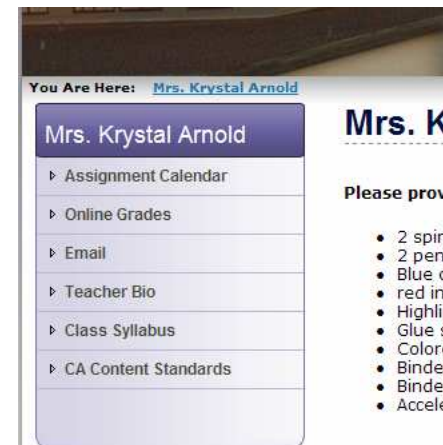 You Are Here: Mrs. Krystal Arnold
Mrs. Krystal Arnold
Assignment Calendar
Online Grades
Email
Teacher Bio
Class Syllabus
CA Content Standards
Mrs. K
Please prov
2 spir
2 pen
Blue
red in
Highli
Glue
Color
Binde
Binde
Accele